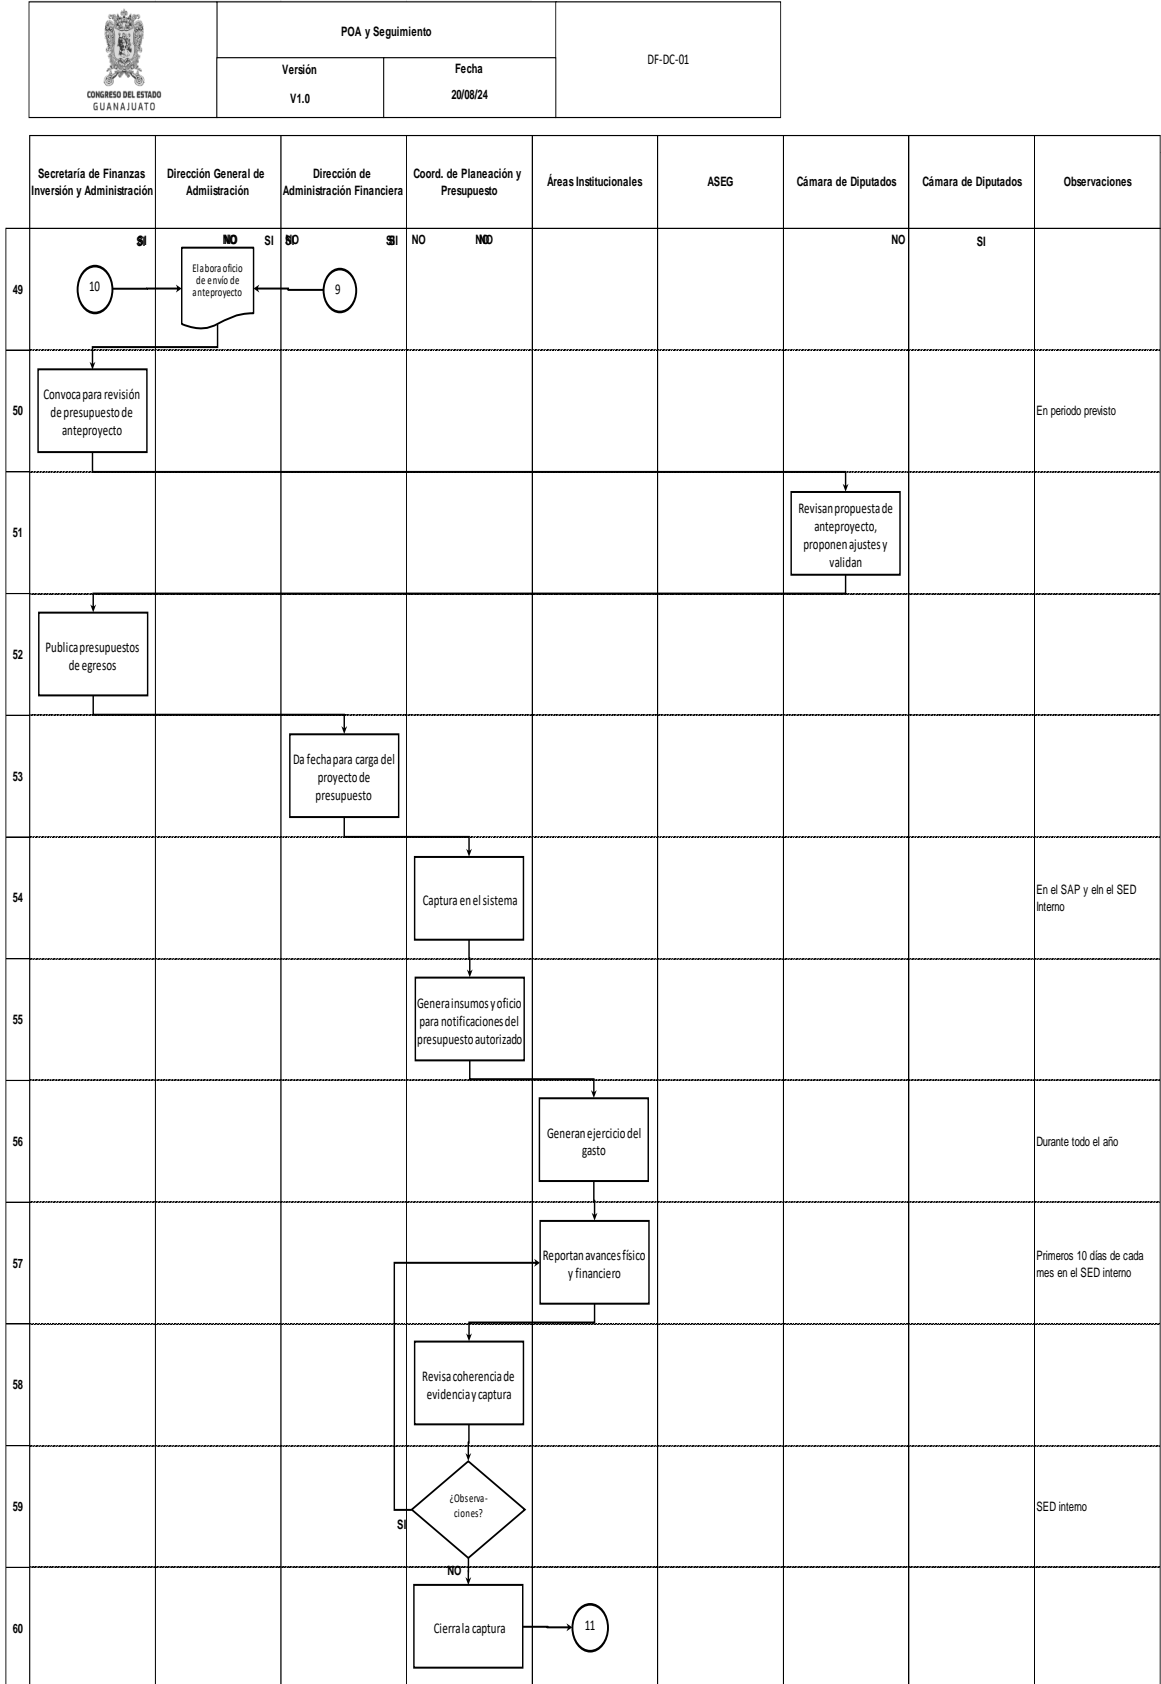 CONGRESO DEL ESTADO
GUANAJUATO
POA y Seguimiento
Versión
V1.0
Fecha
20/08/24
DF-DC-01
Secretaría de Finanzas
Inversión y Administración
Dirección General de
Admiistración
Dirección de
Administración Financiera
Coord. de Planeación y
Presupuesto
Áreas Institucionales
ASEG
Cámara de Diputados
Cámara de Diputados
Observaciones
SI
NO
SI
NO
SI
NO
NO
NO
SI
49
10
Elabora oficio
de envío de
anteproyecto
9
50
Convoca para revisión
de presupuesto de
anteproyecto
En periodo previsto
51
Revisan propuesta de
anteproyecto,
proponen ajustes y
validan
52
Publica presupuestos
de egresos
53
Da fecha para carga del
proyecto de
presupuesto
54
Captura en el sistema
En el SAP y eln el SED
Interno
55
Genera insumos y oficio
para notificaciones del
presupuesto autorizado
56
Generan ejercicio del
gasto
Durante todo el año
57
Reportan avances físico
y financiero
Primeros 10 días de cada
mes en el SED interno
58
Revisa coherencia de
evidencia y captura
59
¿Observa-
ciones?
SI
SED interno
NO
60
Cierra la captura
11